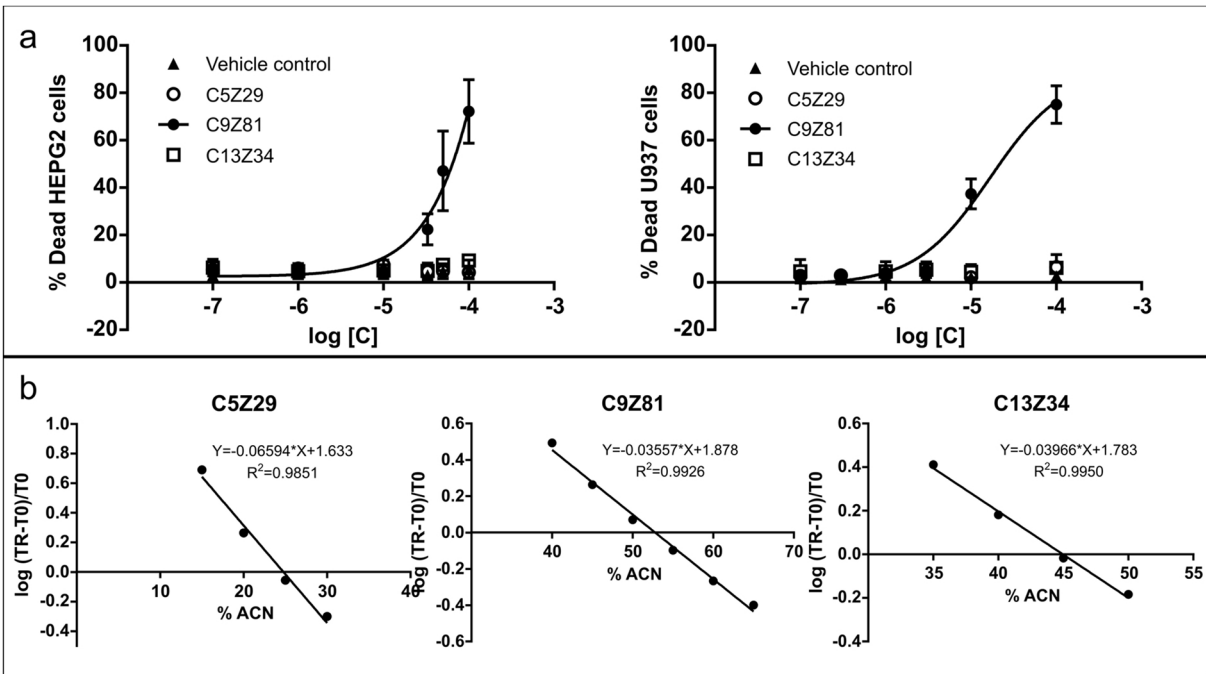 a
100
80
60
40
20
0
-20
% Dead HEPG2 cells
Vehicle control
C5Z29
C9Z81
C13Z34
-7
-6
-5
-4
-3
log [C]
100
80
60
40
20
0
-20
% Dead U937 cells
Vehicle control
C5Z29
C9Z81
C13Z34
-7
-6
-5
-4
-3
log [C]
b
C5Z29
1.0
0.8
0.6
0.4
0.2
0.0
-0.2
-0.4
log (TR-T0)/T0
Y=-0.06594*X+1.633
R²=0.9851
10
20
30
40
% ACN
C9Z81
0.6
0.4
0.2
0.0
-0.2
-0.4
-0.6
log (TR-T0)/T0
Y=-0.03557*X+1.878
R²=0.9926
40
50
60
70
% ACN
C13Z34
0.6
0.4
0.2
0.0
-0.2
-0.4
log (TR-T0)/T0
Y=-0.03966*X+1.783
R²=0.9950
35
40
45
50
55
% ACN